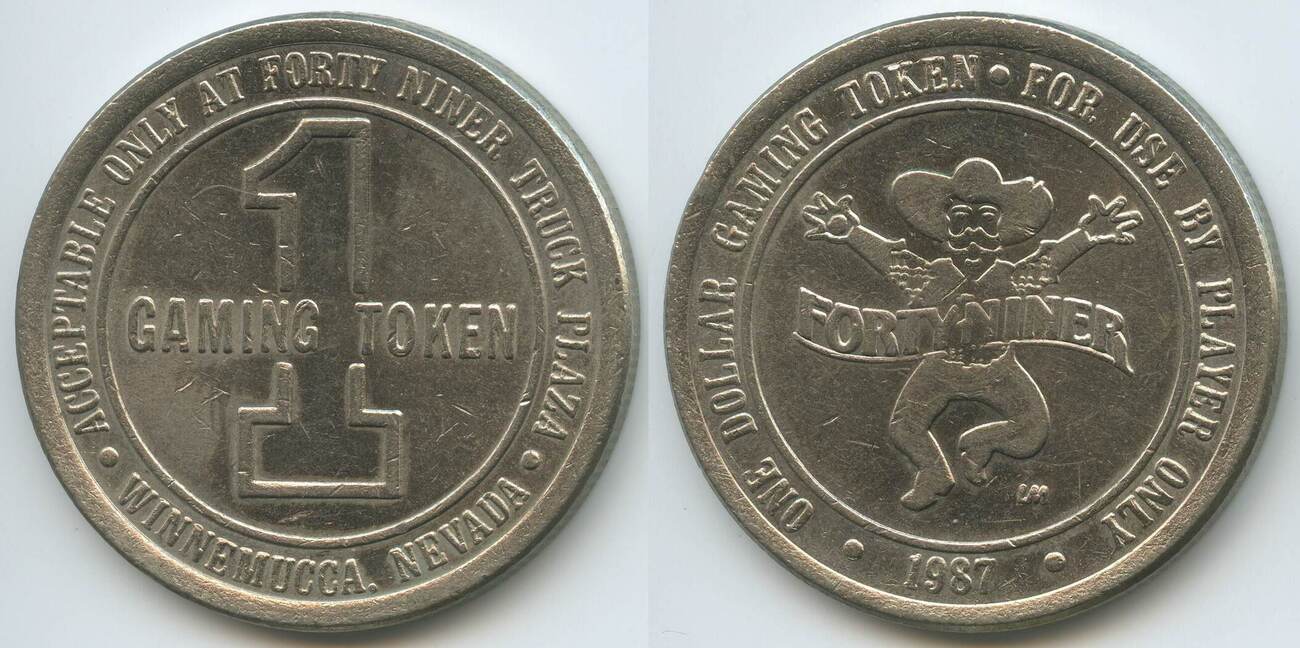 ACCEPTABLE ONLY AT FORTY NINER TRUCK PLAZA
1
GAMING TOKEN
• WINNEMUCCA, NEVADA •
ONE DOLLAR GAMING TOKEN • FOR USE BY PLAYER ONLY
FORTY NINER
LM
• 1987 •